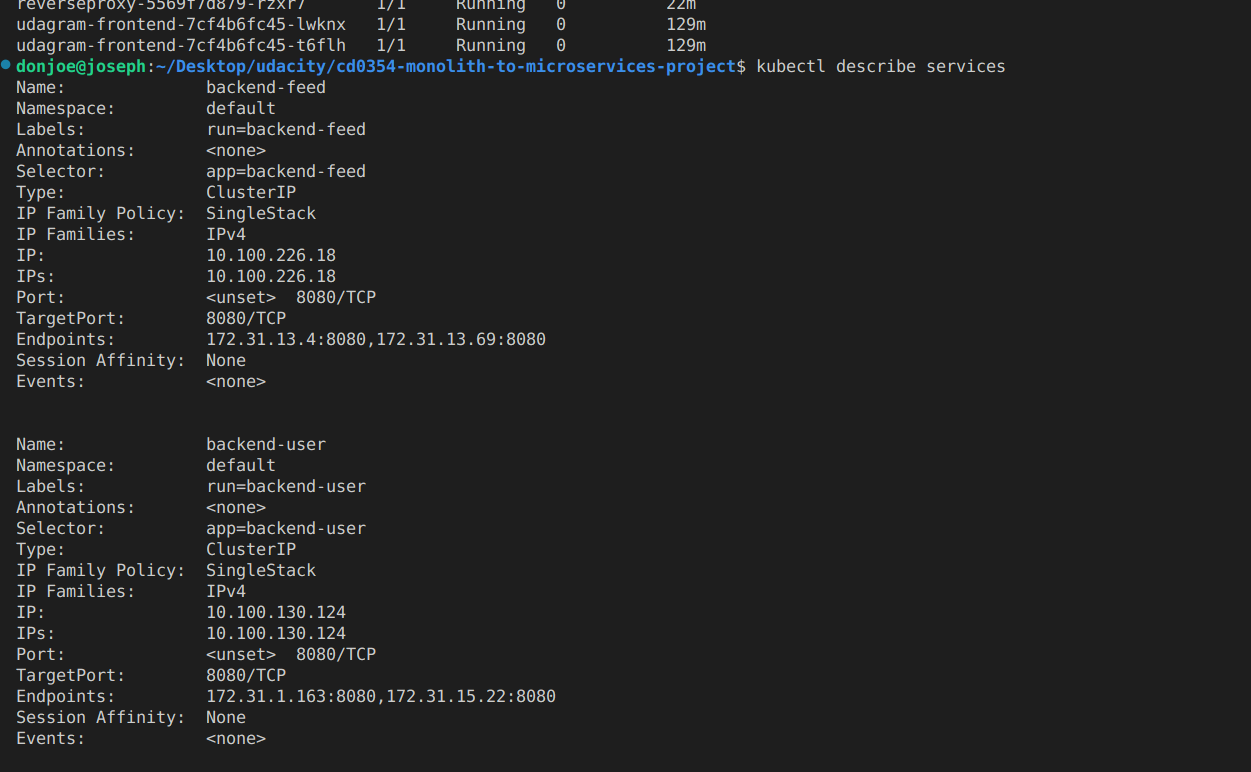 reverseproxy-5569f7d879-rzxr7 1/1 Running 0 22m
udagram-frontend-7cf4b6fc45-lwknx 1/1 Running 0 129m
udagram-frontend-7cf4b6fc45-t6flh 1/1 Running 0 129m
donjoe@joseph:~/Desktop/udacity/cd0354-monolith-to-microservices-project$ kubectl describe services
Name: backend-feed
Namespace: default
Labels: run=backend-feed
Annotations: <none>
Selector: app=backend-feed
Type: ClusterIP
IP Family Policy: SingleStack
IP Families: IPv4
IP: 10.100.226.18
IPs: 10.100.226.18
Port: <unset> 8080/TCP
TargetPort: 8080/TCP
Endpoints: 172.31.13.4:8080,172.31.13.69:8080
Session Affinity: None
Events: <none>
Name: backend-user
Namespace: default
Labels: run=backend-user
Annotations: <none>
Selector: app=backend-user
Type: ClusterIP
IP Family Policy: SingleStack
IP Families: IPv4
IP: 10.100.130.124
IPs: 10.100.130.124
Port: <unset> 8080/TCP
TargetPort: 8080/TCP
Endpoints: 172.31.1.163:8080,172.31.15.22:8080
Session Affinity: None
Events: <none>